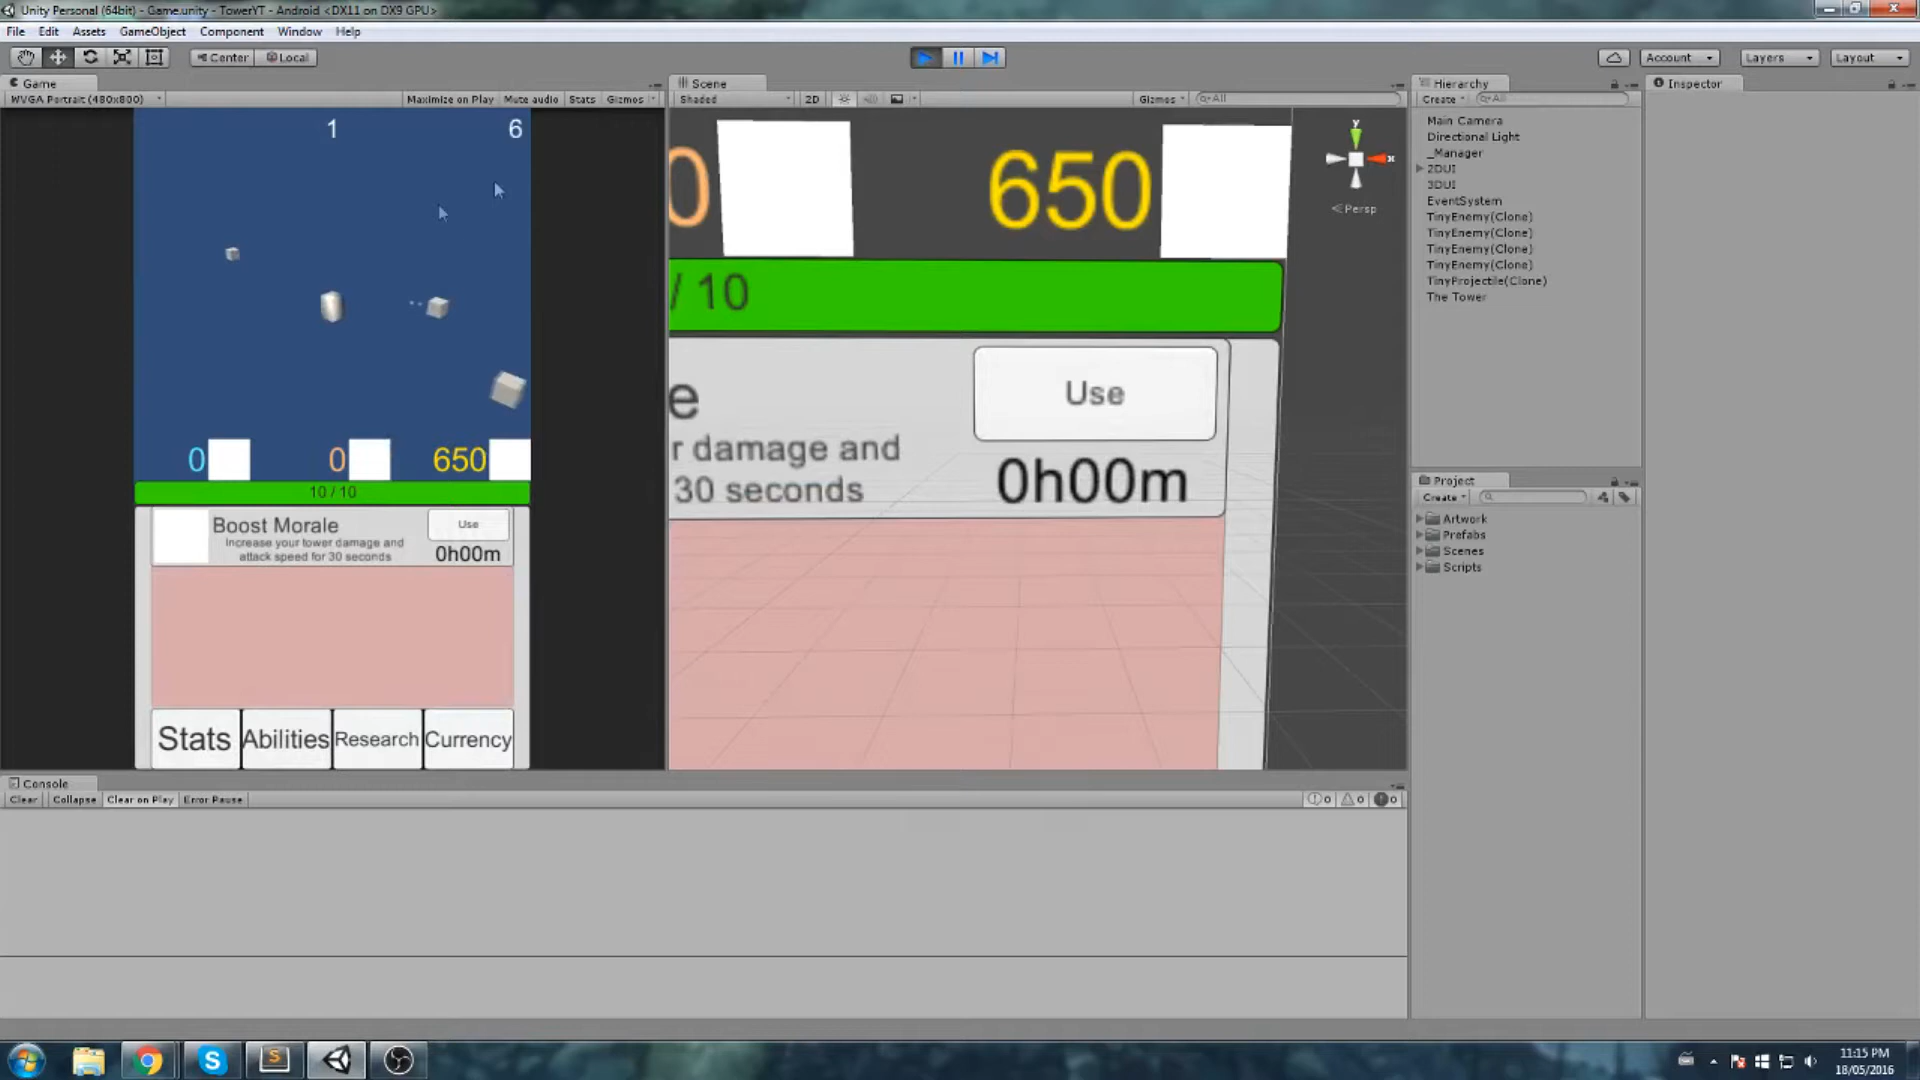 Unity Personal (64bit) - Game.unity - TowerYT - Android <DX11 on DX9 GPU>
File Edit Assets GameObject Component Window Help
Center Local
Account Layers Layout
Game
WVGA Portrait (480x800)
Maximize on Play Mute audio Stats Gizmos
1 6
0 0 650
10 / 10
Boost Morale
Increase your tower damage and
attack speed for 30 seconds
Use
0h00m
Stats Abilities Research Currency
Scene
Shaded 2D Gizmos All
0 650
/ 10
e
r damage and
30 seconds
Use
0h00m
y
x
Persp
Hierarchy
Create All
Main Camera
Directional Light
_Manager
2DUI
3DUI
EventSystem
TinyEnemy(Clone)
TinyEnemy(Clone)
TinyEnemy(Clone)
TinyEnemy(Clone)
TinyProjectile(Clone)
The Tower
Project
Create
Artwork
Prefabs
Scenes
Scripts
Inspector
Console
Clear Collapse Clear on Play Error Pause
0 0 0
11:15 PM
18/05/2016